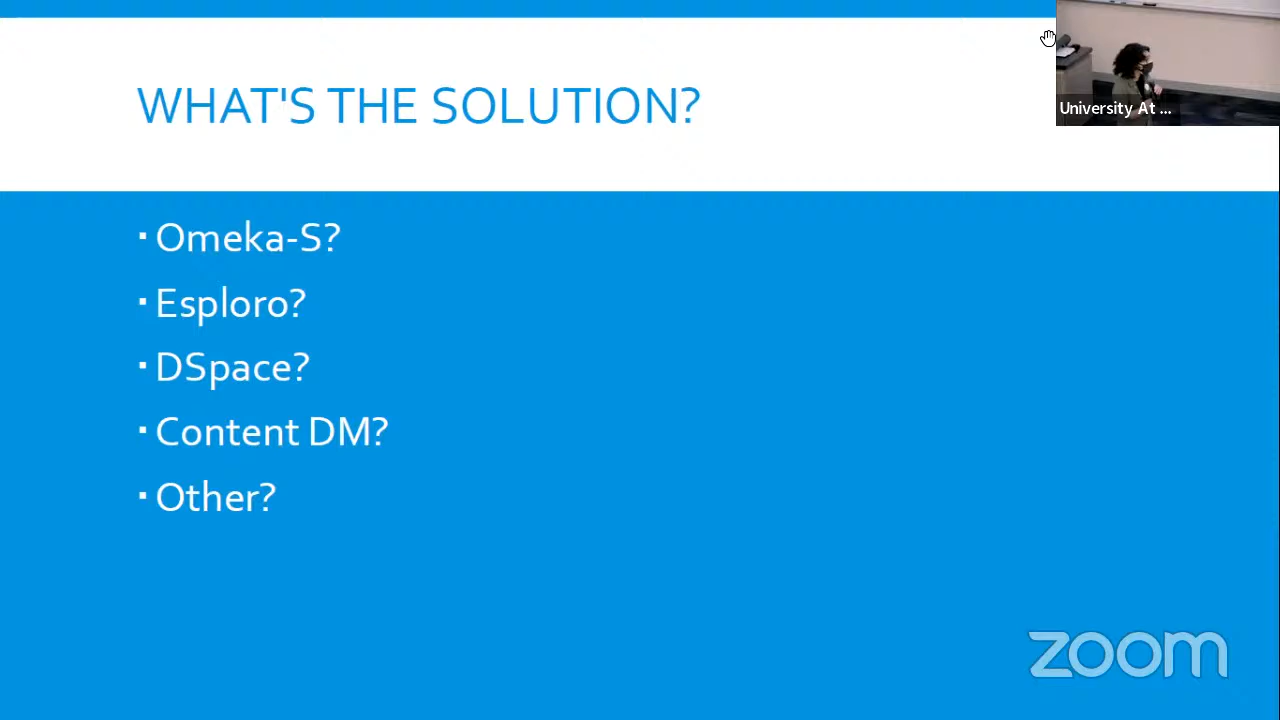 WHAT'S THE SOLUTION?
University At ...
▪ Omeka-S?
▪ Esploro?
▪ DSpace?
▪ Content DM?
▪ Other?
zoom